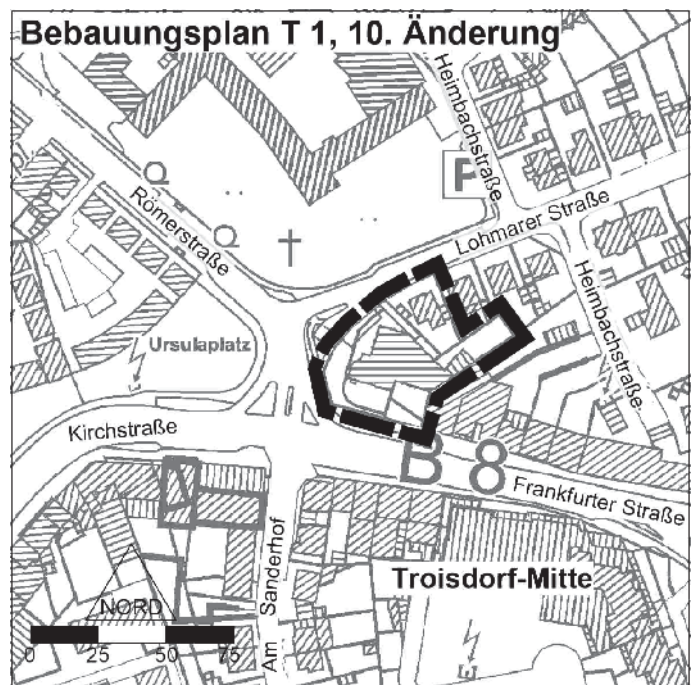 Bebauungsplan T 1, 10. Änderung
Heimbachstraße
P
Römerstraße
Lohmarer Straße
Heimbachstraße
Ursulaplatz
Kirchstraße
B 8
Frankfurter Straße
Am Sanderhof
Troisdorf-Mitte
NORD
0 25 50 75